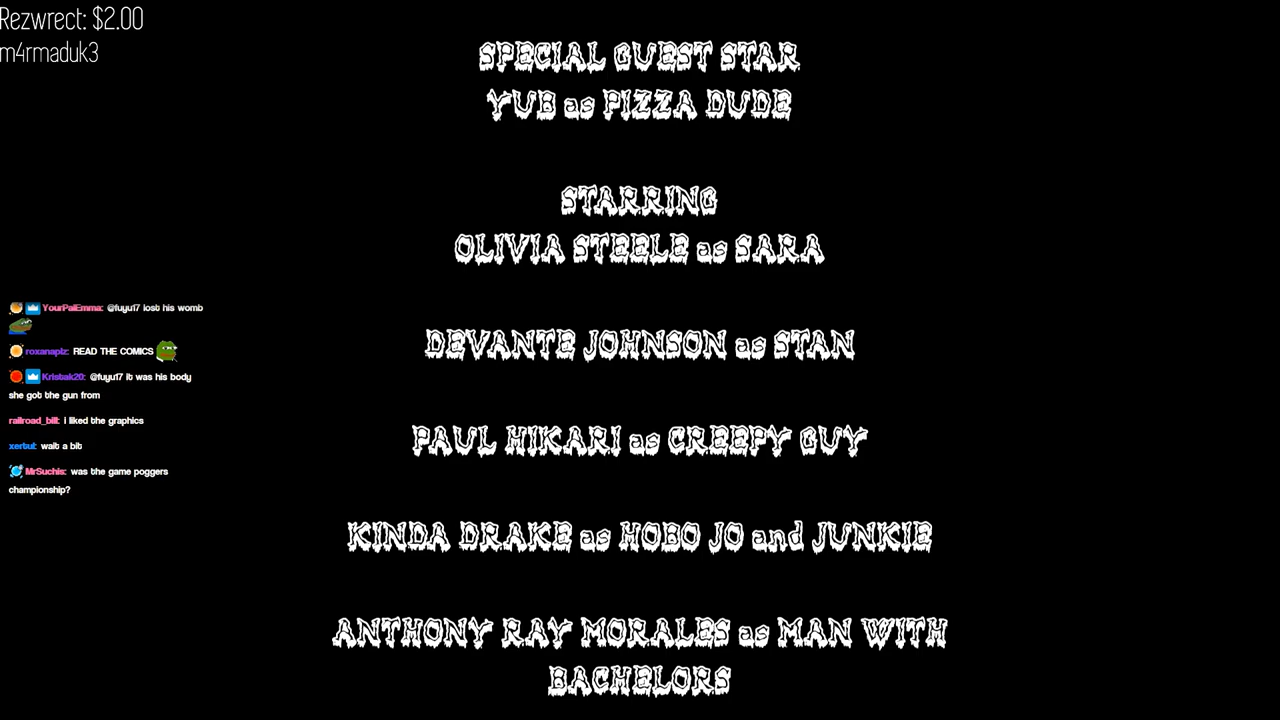 Rezwrect: $2.00
m4rmaduk3
SPECIAL GUEST STAR
YUB as PIZZA DUDE
STARRING
OLIVIA STEELE as SARA
DEVANTE JOHNSON as STAN
PAUL HIKARI as CREEPY GUY
KINDA DRAKE as HOBO JO and JUNKIE
ANTHONY RAY MORALES as MAN WITH
BACHELORS
YourPalEmma: @fuyu17 lost his womb
roxanaplz: READ THE COMICS
Kristak20: @fuyu17 it was his body
she got the gun from
railroad_bill: i liked the graphics
xertul: wait a bit
MrSuchis: was the game poggers
championship?